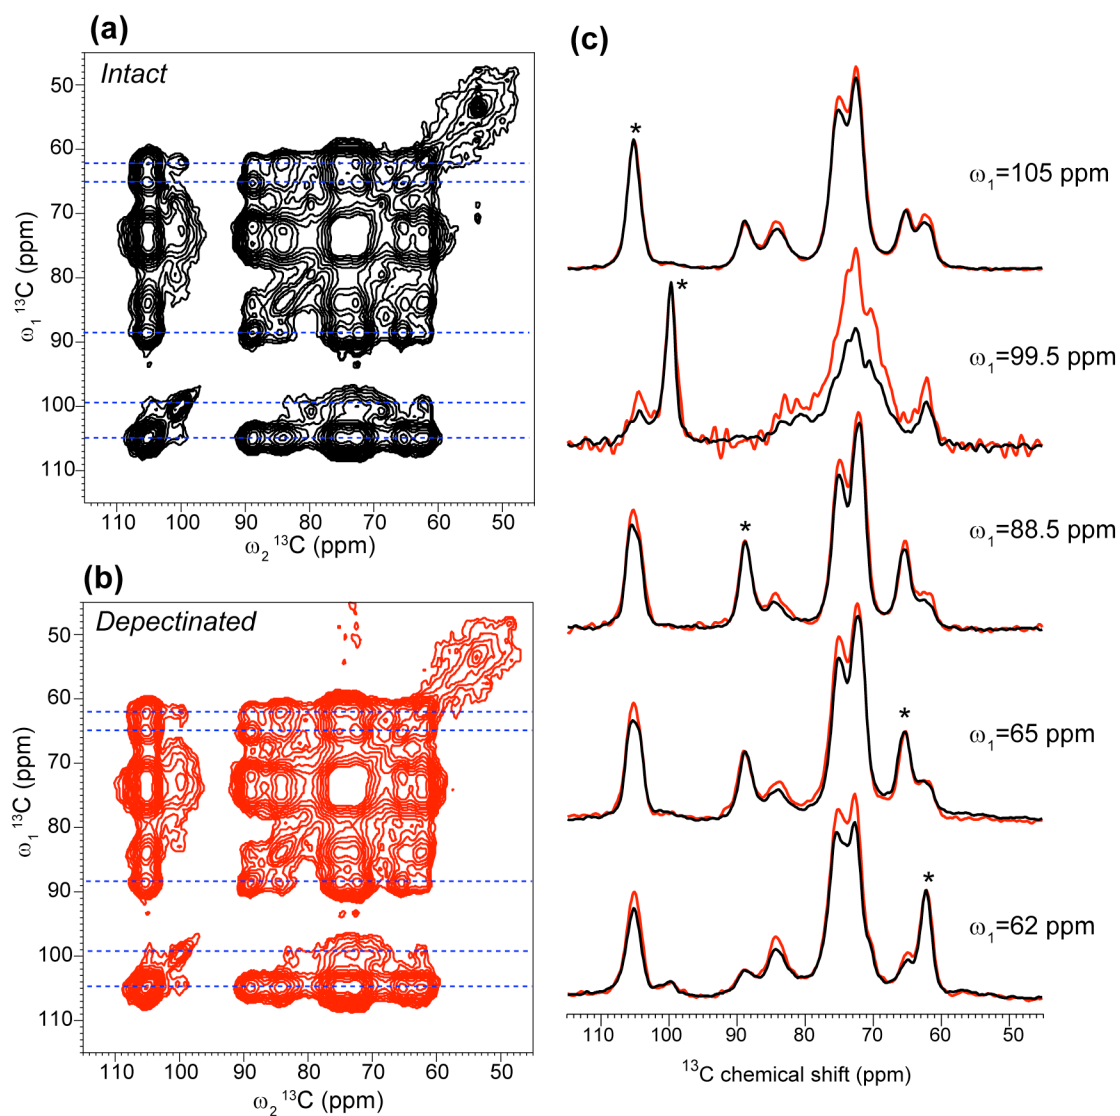 (a)
Intact
50
60
70
80
90
100
110
ω₁ ¹³C (ppm)
110 100 90 80 70 60 50
ω₂ ¹³C (ppm)
(b)
Depectinated
50
60
70
80
90
100
110
ω₁ ¹³C (ppm)
110 100 90 80 70 60 50
ω₂ ¹³C (ppm)
(c)
*
ω₁=105 ppm
*
ω₁=99.5 ppm
*
ω₁=88.5 ppm
*
ω₁=65 ppm
*
ω₁=62 ppm
110 100 90 80 70 60 50
¹³C chemical shift (ppm)